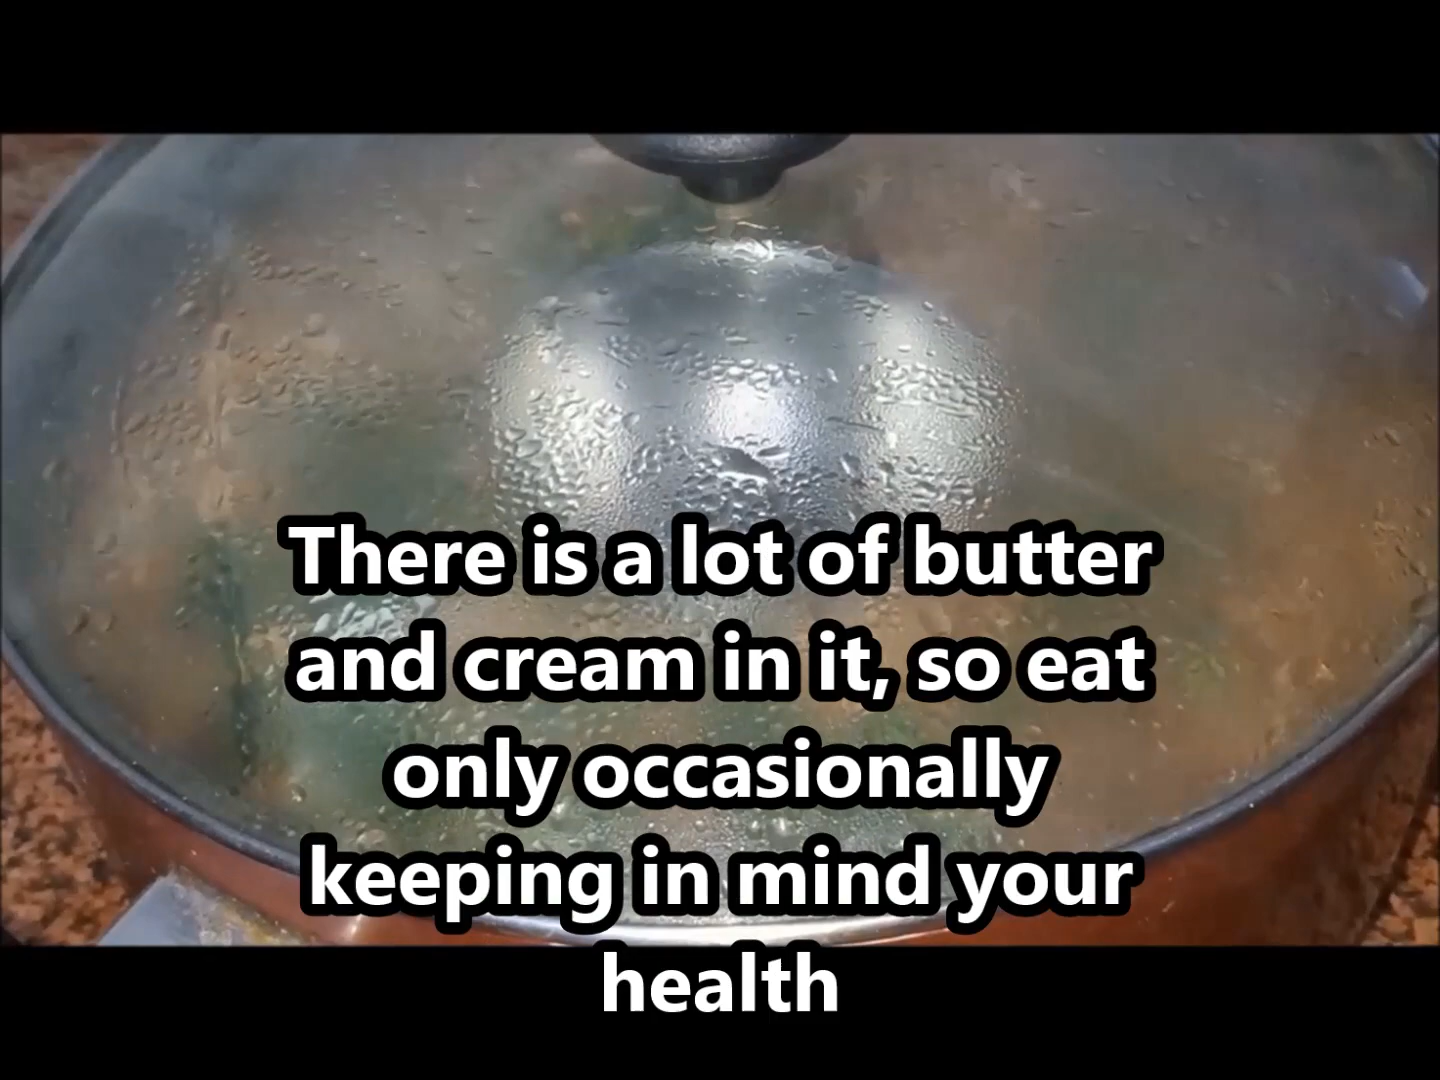 There is a lot of butter
and cream in it, so eat
only occasionally
keeping in mind your
health